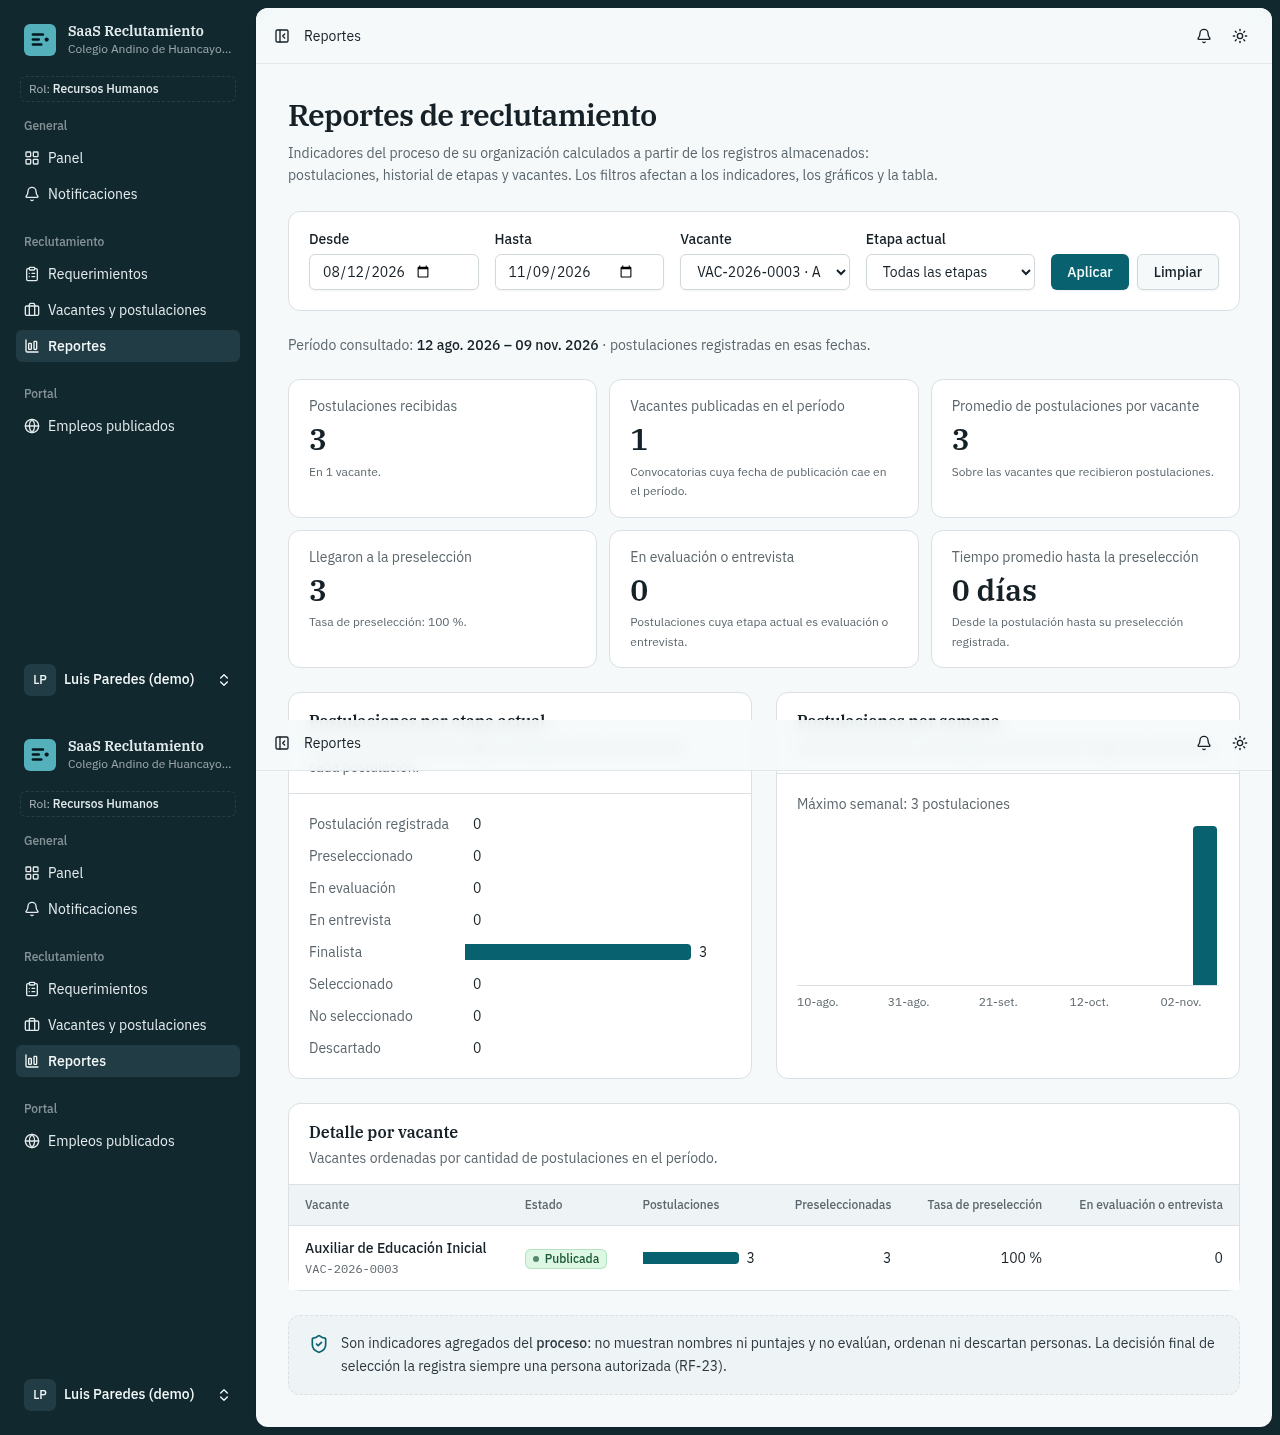 SaaS Reclutamiento
Colegio Andino de Huancayo...
Rol: Recursos Humanos
General
Panel
Notificaciones
Reclutamiento
Requerimientos
Vacantes y postulaciones
Reportes
Portal
Empleos publicados
LP Luis Paredes (demo)
Reportes
Reportes de reclutamiento
Indicadores del proceso de su organización calculados a partir de los registros almacenados:
postulaciones, historial de etapas y vacantes. Los filtros afectan a los indicadores, los gráficos y la tabla.
Desde Hasta Vacante Etapa actual
08/12/2026 11/09/2026 VAC-2026-0003 · A Todas las etapas Aplicar Limpiar
Período consultado: 12 ago. 2026 – 09 nov. 2026 · postulaciones registradas en esas fechas.
Postulaciones recibidas
3
En 1 vacante.
Vacantes publicadas en el período
1
Convocatorias cuya fecha de publicación cae en
el período.
Promedio de postulaciones por vacante
3
Sobre las vacantes que recibieron postulaciones.
Llegaron a la preselección
3
Tasa de preselección: 100 %.
En evaluación o entrevista
0
Postulaciones cuya etapa actual es evaluación o
entrevista.
Tiempo promedio hasta la preselección
0 días
Desde la postulación hasta su preselección
registrada.
SaaS Reclutamiento
Colegio Andino de Huancayo...
Rol: Recursos Humanos
General
Panel
Notificaciones
Reclutamiento
Requerimientos
Vacantes y postulaciones
Reportes
Portal
Empleos publicados
LP Luis Paredes (demo)
Postulaciones por etapa actual
Postulaciones por semana
Reportes
cada postulación.
Postulación registrada 0
Preseleccionado 0
En evaluación 0
En entrevista 0
Finalista 3
Seleccionado 0
No seleccionado 0
Descartado 0
Máximo semanal: 3 postulaciones
10-ago. 31-ago. 21-set. 12-oct. 02-nov.
Detalle por vacante
Vacantes ordenadas por cantidad de postulaciones en el período.
Vacante Estado Postulaciones Preseleccionadas Tasa de preselección En evaluación o entrevista
Auxiliar de Educación Inicial
VAC-2026-0003
Publicada 3 3 100 % 0
Son indicadores agregados del proceso: no muestran nombres ni puntajes y no evalúan, ordenan ni descartan personas. La decisión final de
selección la registra siempre una persona autorizada (RF-23).